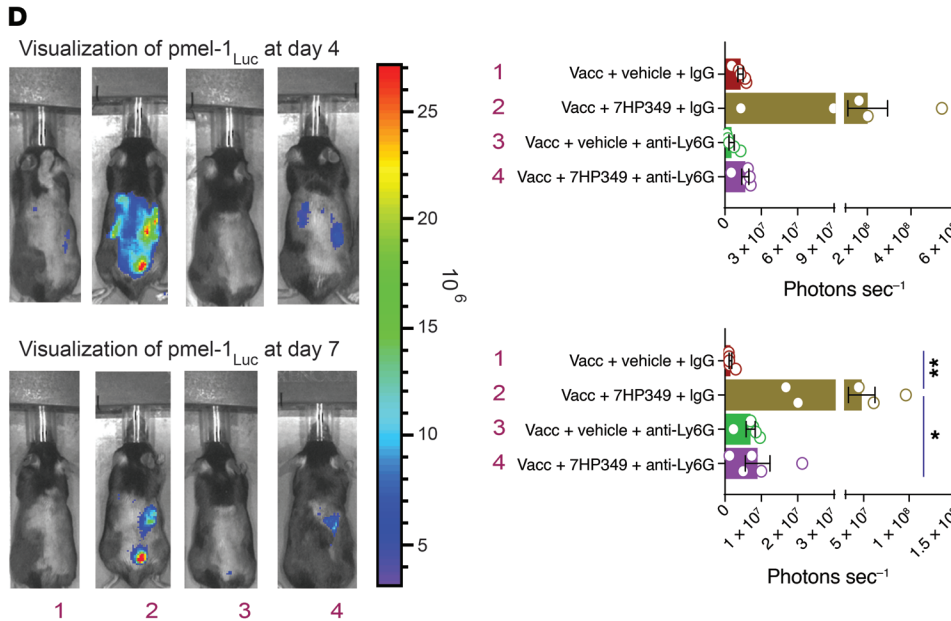 D
Visualization of pmel-1Luc at day 4
25
20
15
10
5
10⁶
1 Vacc + vehicle + IgG
2 Vacc + 7HP349 + IgG
3 Vacc + vehicle + anti-Ly6G
4 Vacc + 7HP349 + anti-Ly6G
0
3 × 10⁷
6 × 10⁷
9 × 10⁷
2 × 10⁸
4 × 10⁸
Photons sec⁻¹
Visualization of pmel-1Luc at day 7
1 2 3 4
1 Vacc + vehicle + IgG
2 Vacc + 7HP349 + IgG
3 Vacc + vehicle + anti-Ly6G
4 Vacc + 7HP349 + anti-Ly6G
**
*
0
1 × 10⁷
2 × 10⁷
3 × 10⁷
5 × 10⁷
1 × 10⁸
Photons sec⁻¹